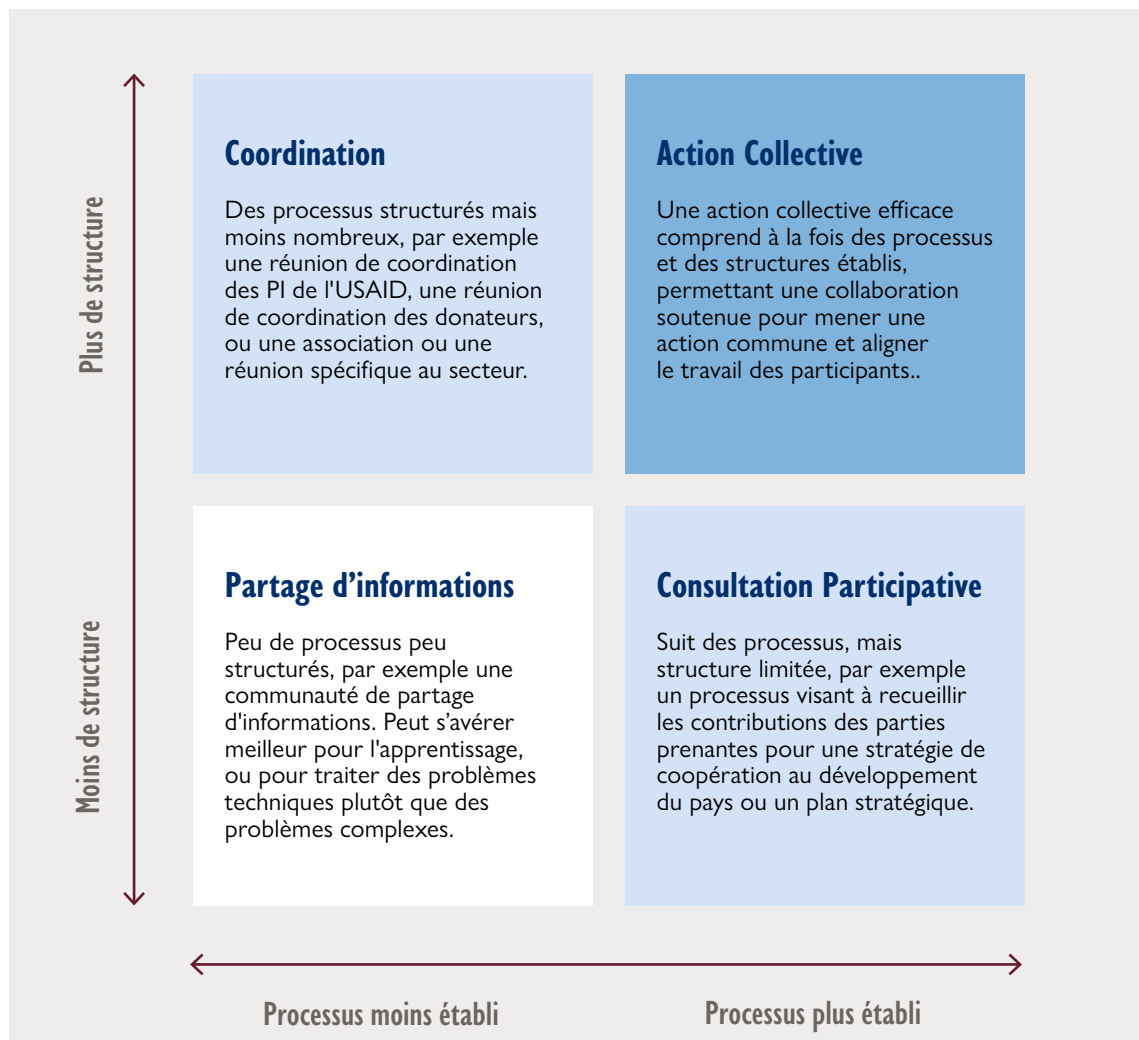 Plus de structure
Coordination
Des processus structurés mais
moins nombreux, par exemple
une réunion de coordination
des PI de l'USAID, une réunion
de coordination des donateurs,
ou une association ou une
réunion spécifique au secteur.
Action Collective
Une action collective efficace
comprend à la fois des processus
et des structures établis,
permettant une collaboration
soutenue pour mener une
action commune et aligner
le travail des participants..
Moins de structure
Partage d’informations
Peu de processus peu
structurés, par exemple une
communauté de partage
d'informations. Peut s’avérer
meilleur pour l'apprentissage,
ou pour traiter des problèmes
techniques plutôt que des
problèmes complexes.
Consultation Participative
Suit des processus, mais
structure limitée, par exemple
un processus visant à recueillir
les contributions des parties
prenantes pour une stratégie de
coopération au développement
du pays ou un plan stratégique.
Processus moins établi
Processus plus établi